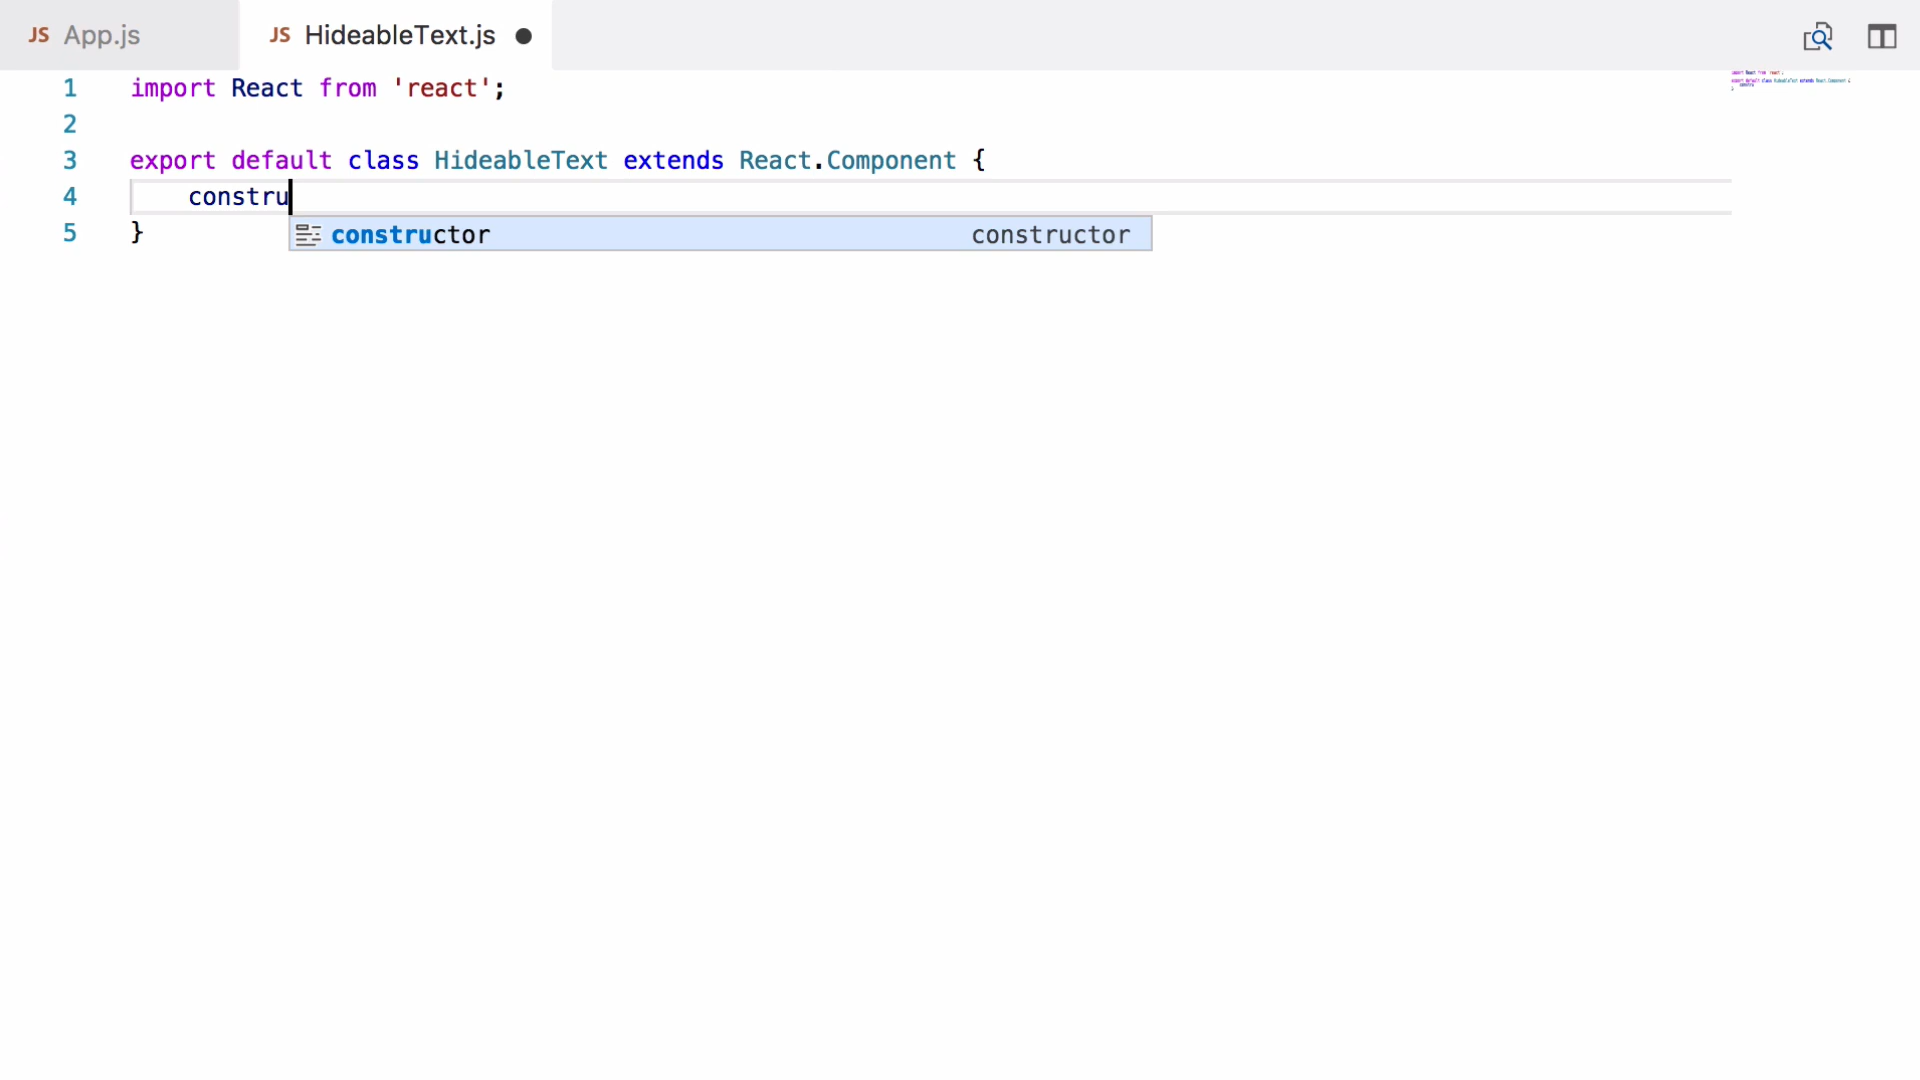 JS App.js JS HideableText.js
1 import React from 'react';
2
3 export default class HideableText extends React.Component {
4     constru
5 }
constructor constructor